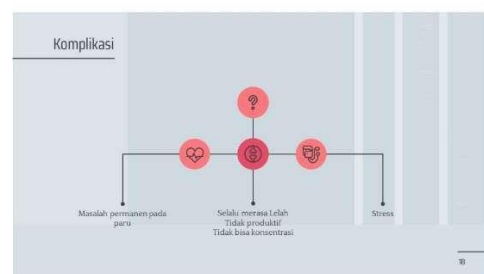 Komplikasi
?
Masalah permanen pada
paru
Selalu merasa Lelah
Tidak produktif
Tidak bisa konsentrasi
Stress
18